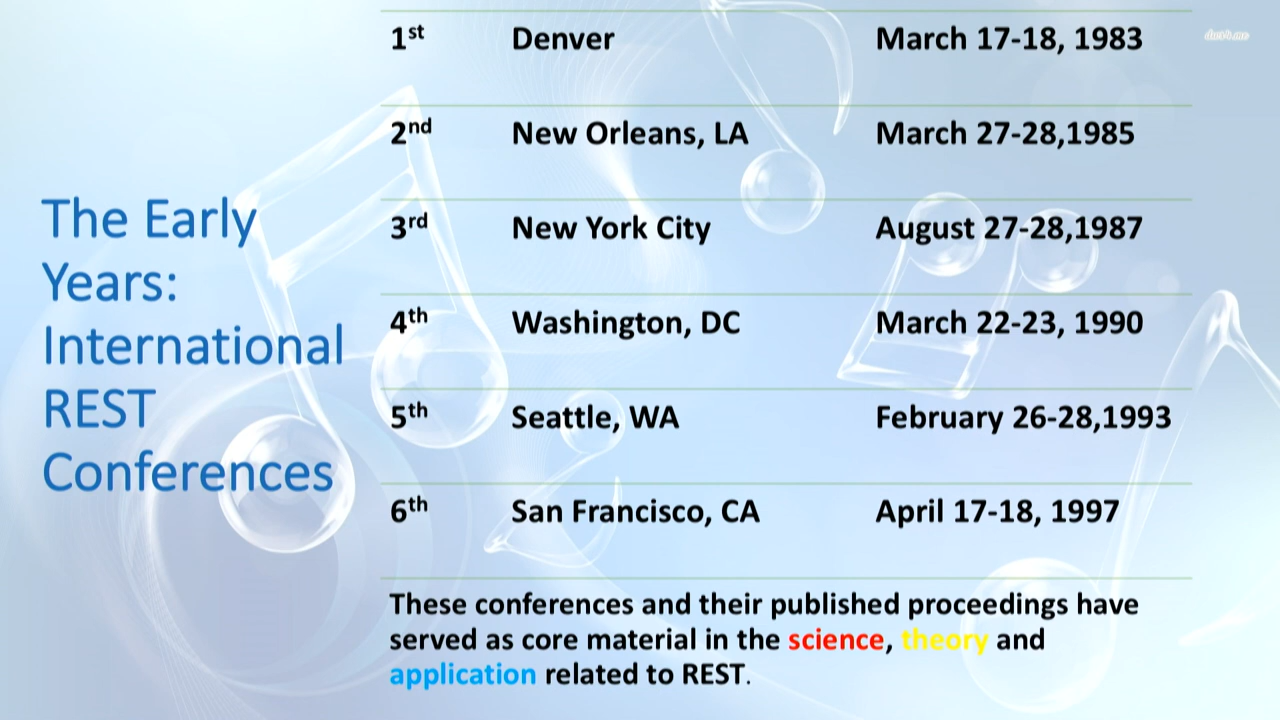 The Early
Years:
International
REST
Conferences
1st Denver March 17-18, 1983
2nd New Orleans, LA March 27-28,1985
3rd New York City August 27-28,1987
4th Washington, DC March 22-23, 1990
5th Seattle, WA February 26-28,1993
6th San Francisco, CA April 17-18, 1997
These conferences and their published proceedings have
served as core material in the science, theory and
application related to REST.